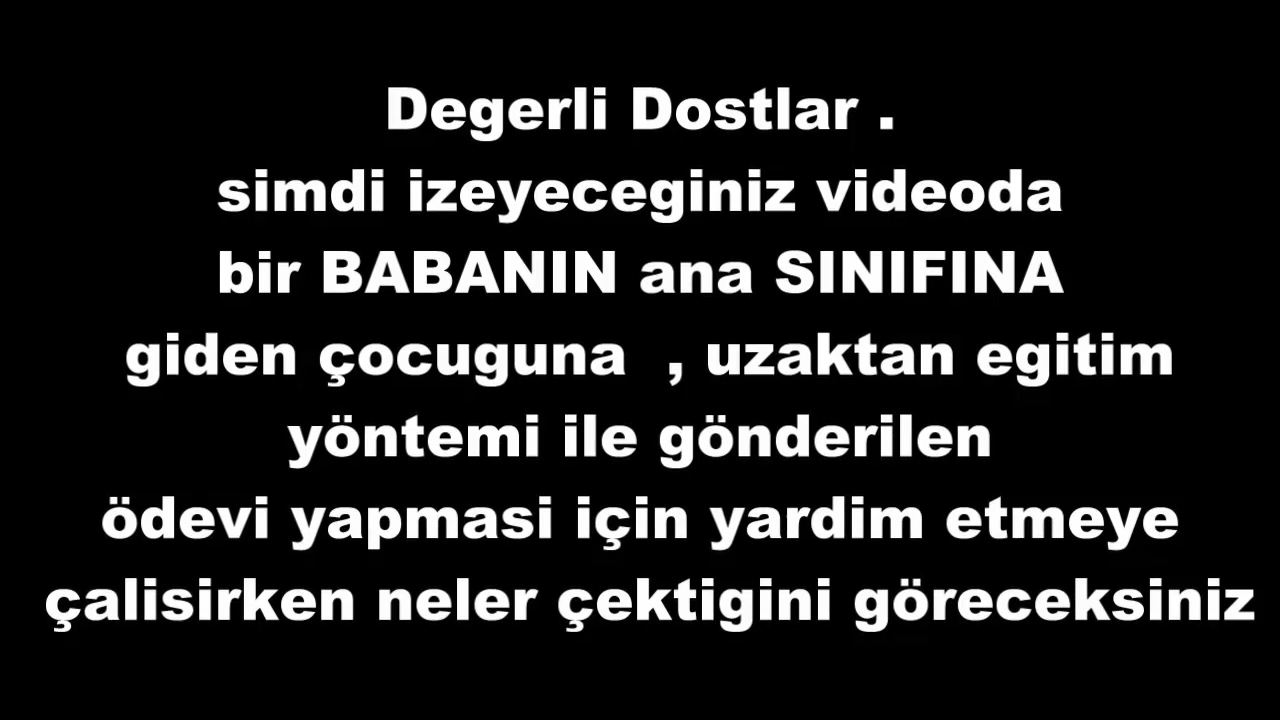 Degerli Dostlar .
simdi izeyeceginiz videoda
bir BABANIN ana SINIFINA
giden çocuguna , uzaktan egitim
yöntemi ile gönderilen
ödevi yapmasi için yardim etmeye
çalisirken neler çektigini göreceksiniz